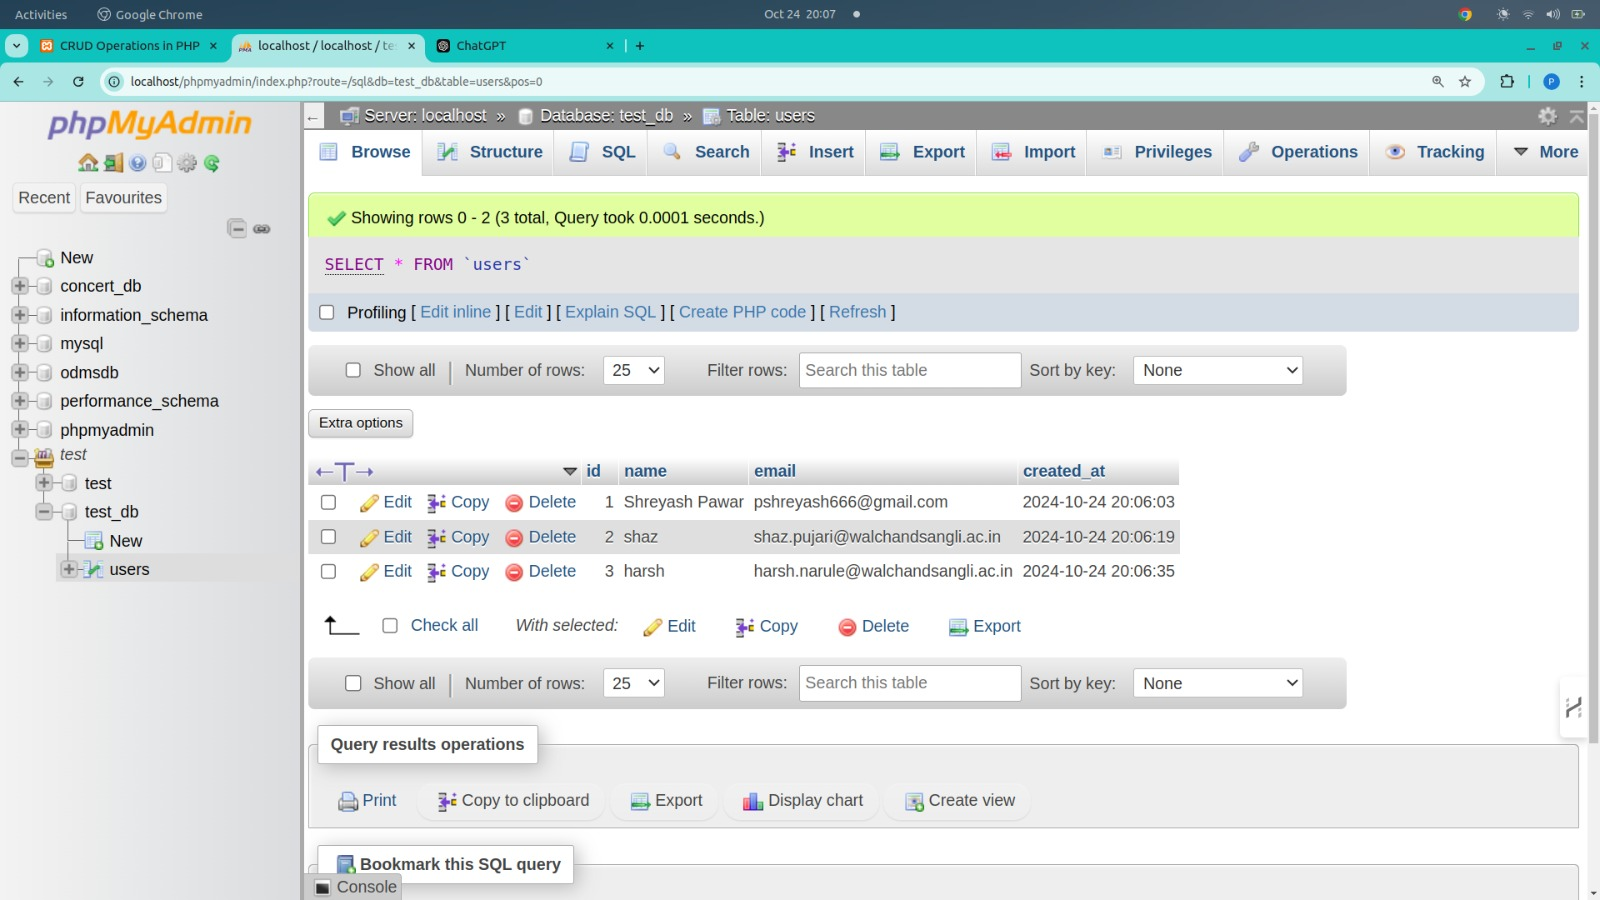 Activities Google Chrome Oct 24 20:07
CRUD Operations in PHP localhost / localhost / te ChatGPT
localhost/phpmyadmin/index.php?route=/sql&db=test_db&table=users&pos=0 P
phpMyAdmin
Recent Favourites
New
concert_db
information_schema
mysql
odmsdb
performance_schema
phpmyadmin
test
test
test_db
New
users
Server: localhost » Database: test_db » Table: users
Browse Structure SQL Search Insert Export Import Privileges Operations Tracking More
Showing rows 0 - 2 (3 total, Query took 0.0001 seconds.)
SELECT * FROM `users`
Profiling [ Edit inline ] [ Edit ] [ Explain SQL ] [ Create PHP code ] [ Refresh ]
Show all | Number of rows: 25 Filter rows: Search this table Sort by key: None
Extra options
←T→ id name email created_at
Edit Copy Delete 1 Shreyash Pawar pshreyash666@gmail.com 2024-10-24 20:06:03
Edit Copy Delete 2 shaz shaz.pujari@walchandsangli.ac.in 2024-10-24 20:06:19
Edit Copy Delete 3 harsh harsh.narule@walchandsangli.ac.in 2024-10-24 20:06:35
Check all With selected: Edit Copy Delete Export
Show all | Number of rows: 25 Filter rows: Search this table Sort by key: None
Query results operations
Print Copy to clipboard Export Display chart Create view
Bookmark this SQL query
Console